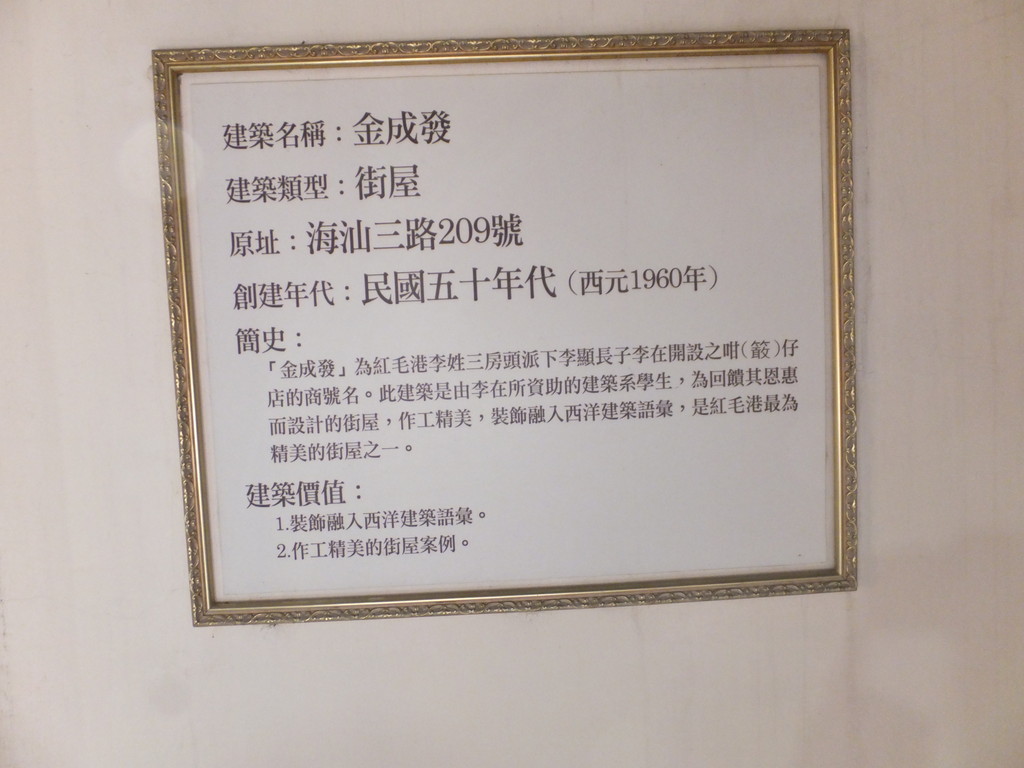 建築名稱：金成發
建築類型：街屋
原址：海汕三路209號
創建年代：民國五十年代（西元1960年）
簡史：
「金成發」為紅毛港李姓三房頭派下李顯長子李在開設之咁(簸)仔
店的商號名。此建築是由李在所資助的建築系學生，為回饋其恩惠
而設計的街屋，作工精美，裝飾融入西洋建築語彙，是紅毛港最為
精美的街屋之一。
建築價值：
1.裝飾融入西洋建築語彙。
2.作工精美的街屋案例。